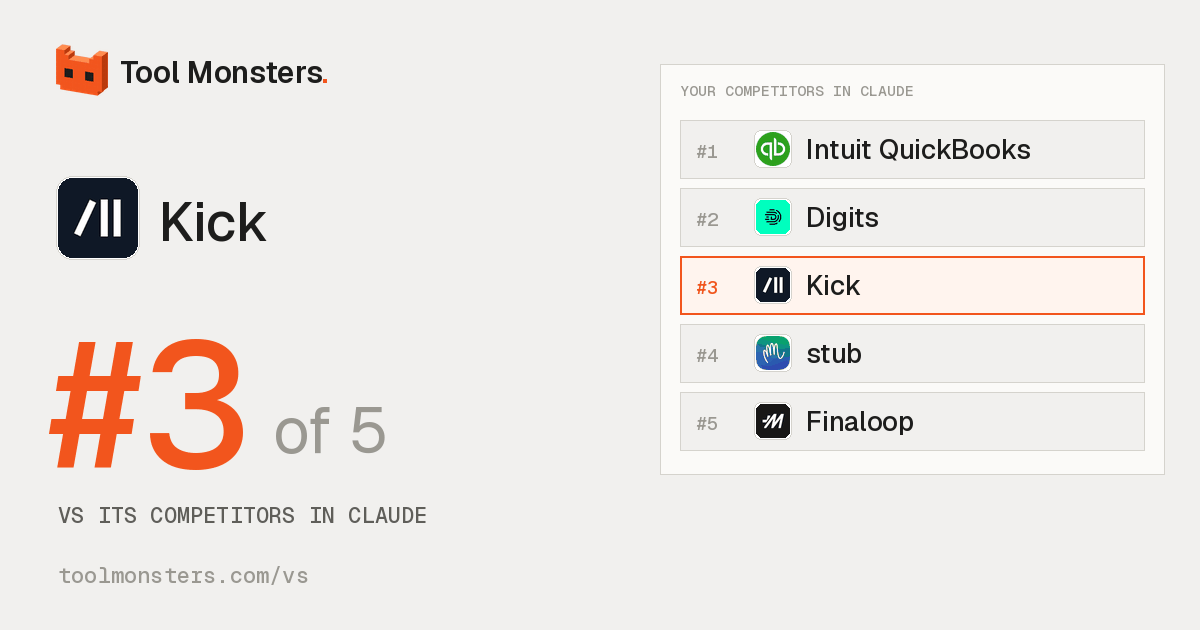 Tool Monsters.
Kick
#3 of 5
VS ITS COMPETITORS IN CLAUDE
toolmonsters.com/vs
YOUR COMPETITORS IN CLAUDE
#1 qb Intuit QuickBooks
#2 Digits
#3 Kick
#4 stub
#5 Finaloop